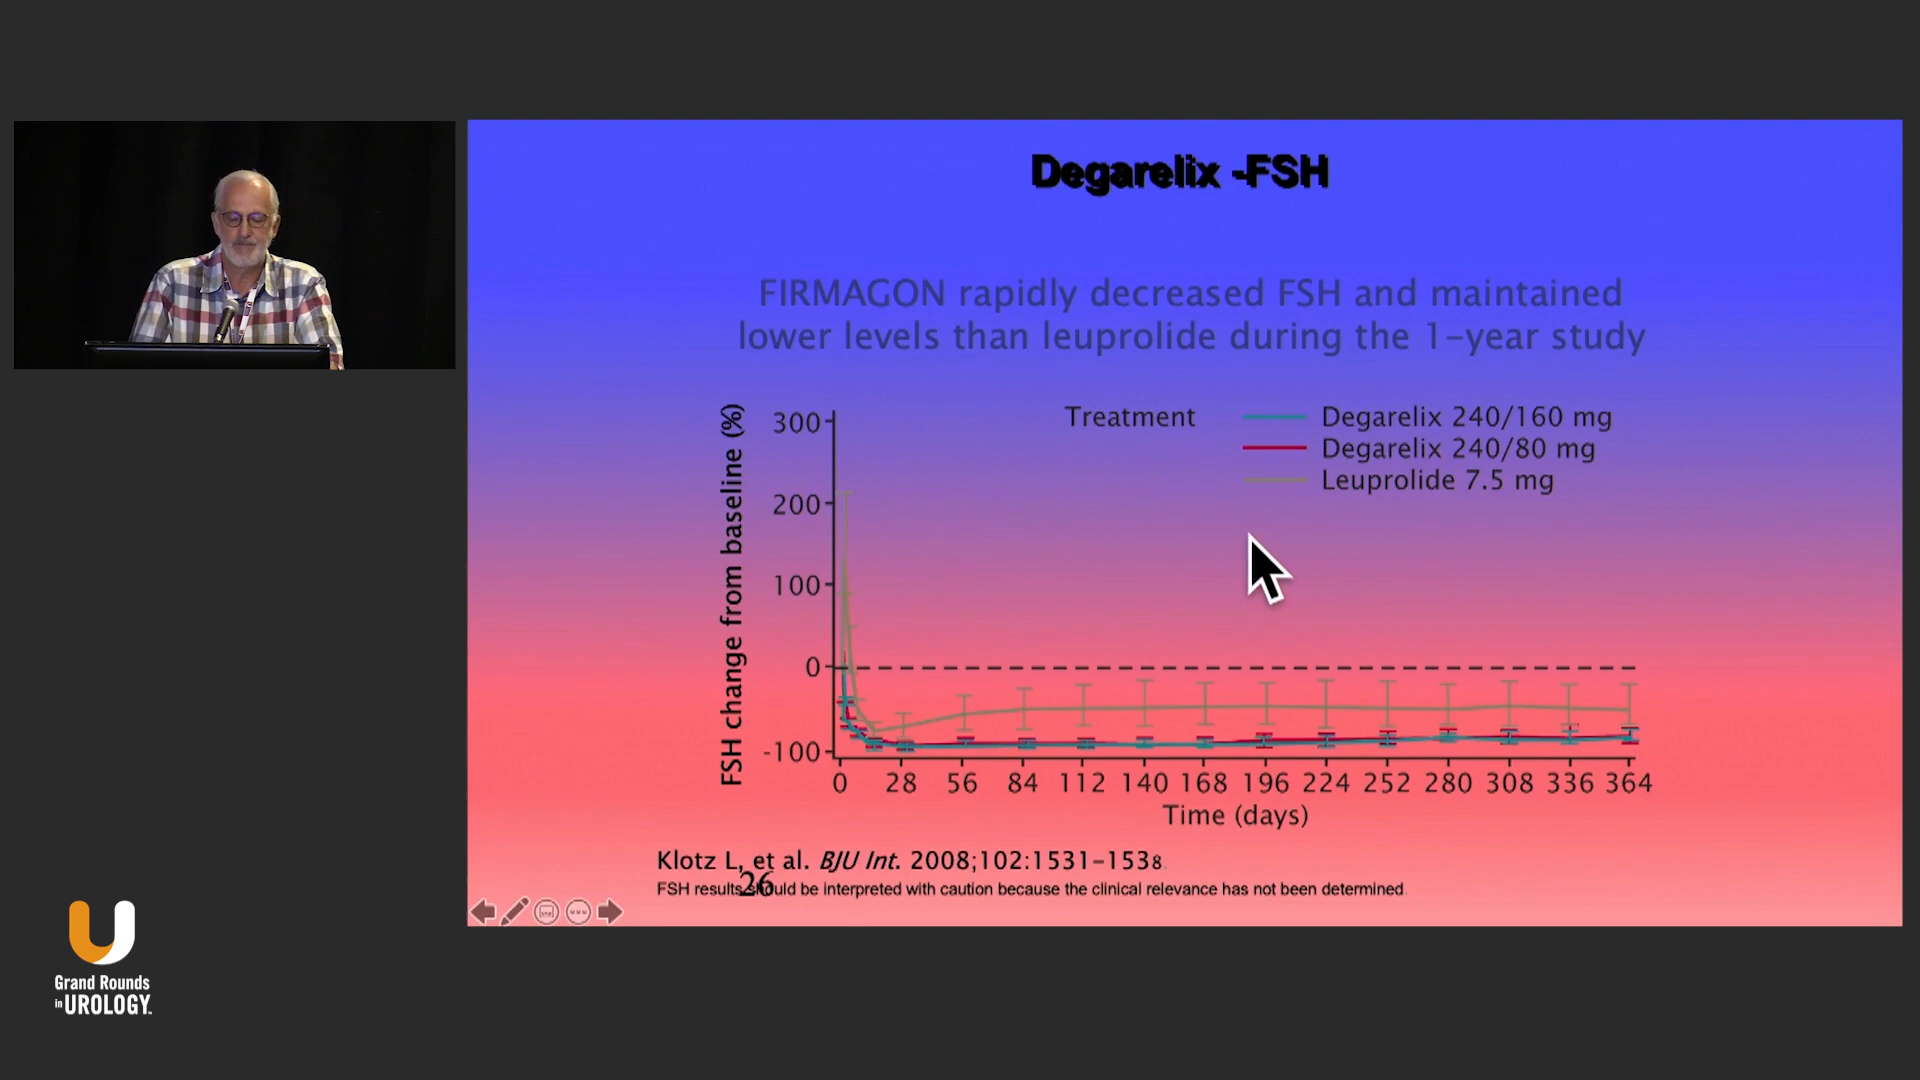 Degarelix -FSH
FIRMAGON rapidly decreased FSH and maintained
lower levels than leuprolide during the 1-year study
Treatment
Degarelix 240/160 mg
Degarelix 240/80 mg
Leuprolide 7.5 mg
FSH change from baseline (%)
300
200
100
0
-100
0 28 56 84 112 140 168 196 224 252 280 308 336 364
Time (days)
Klotz L, et al. BJU Int. 2008;102:1531-1538.
26
FSH results should be interpreted with caution because the clinical relevance has not been determined
Grand Rounds
in UROLOGY